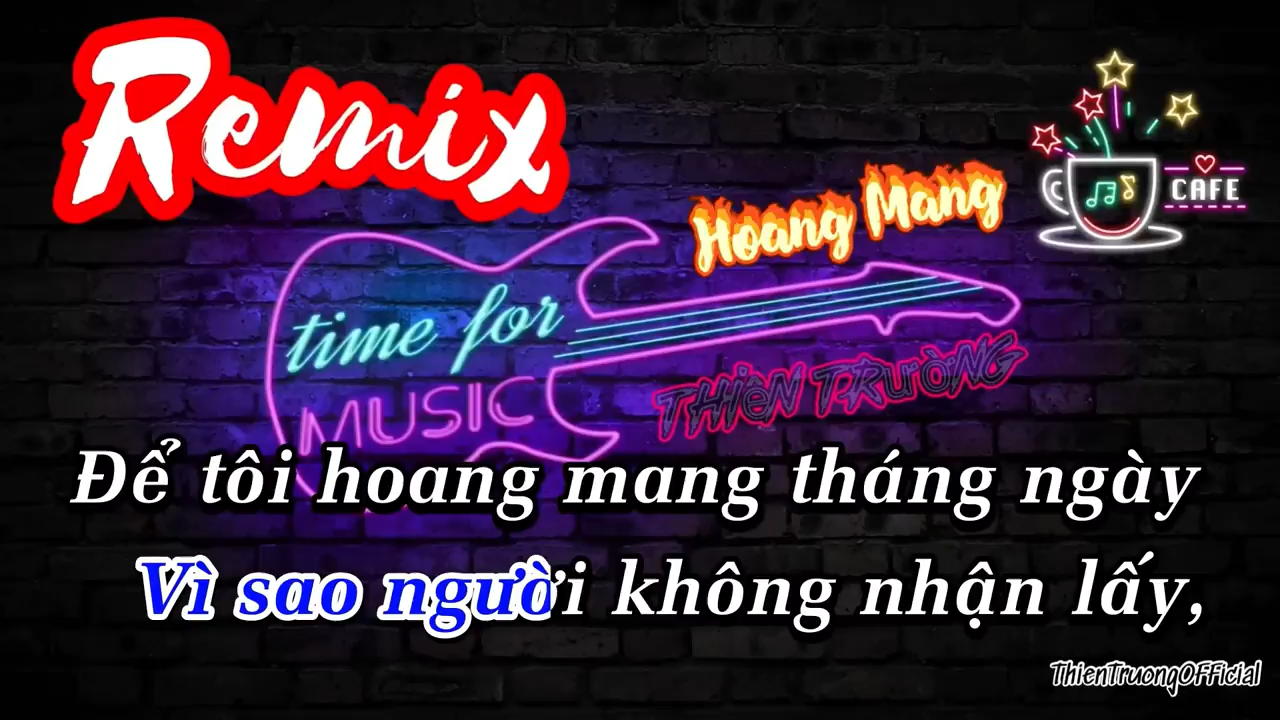 Remix
Hoang Mang
CAFE
time for
MUSIC
THIÊN TRƯỜNG
Để tôi hoang mang tháng ngày
Vì sao người không nhận lấy,
ThienTruongOFFicial